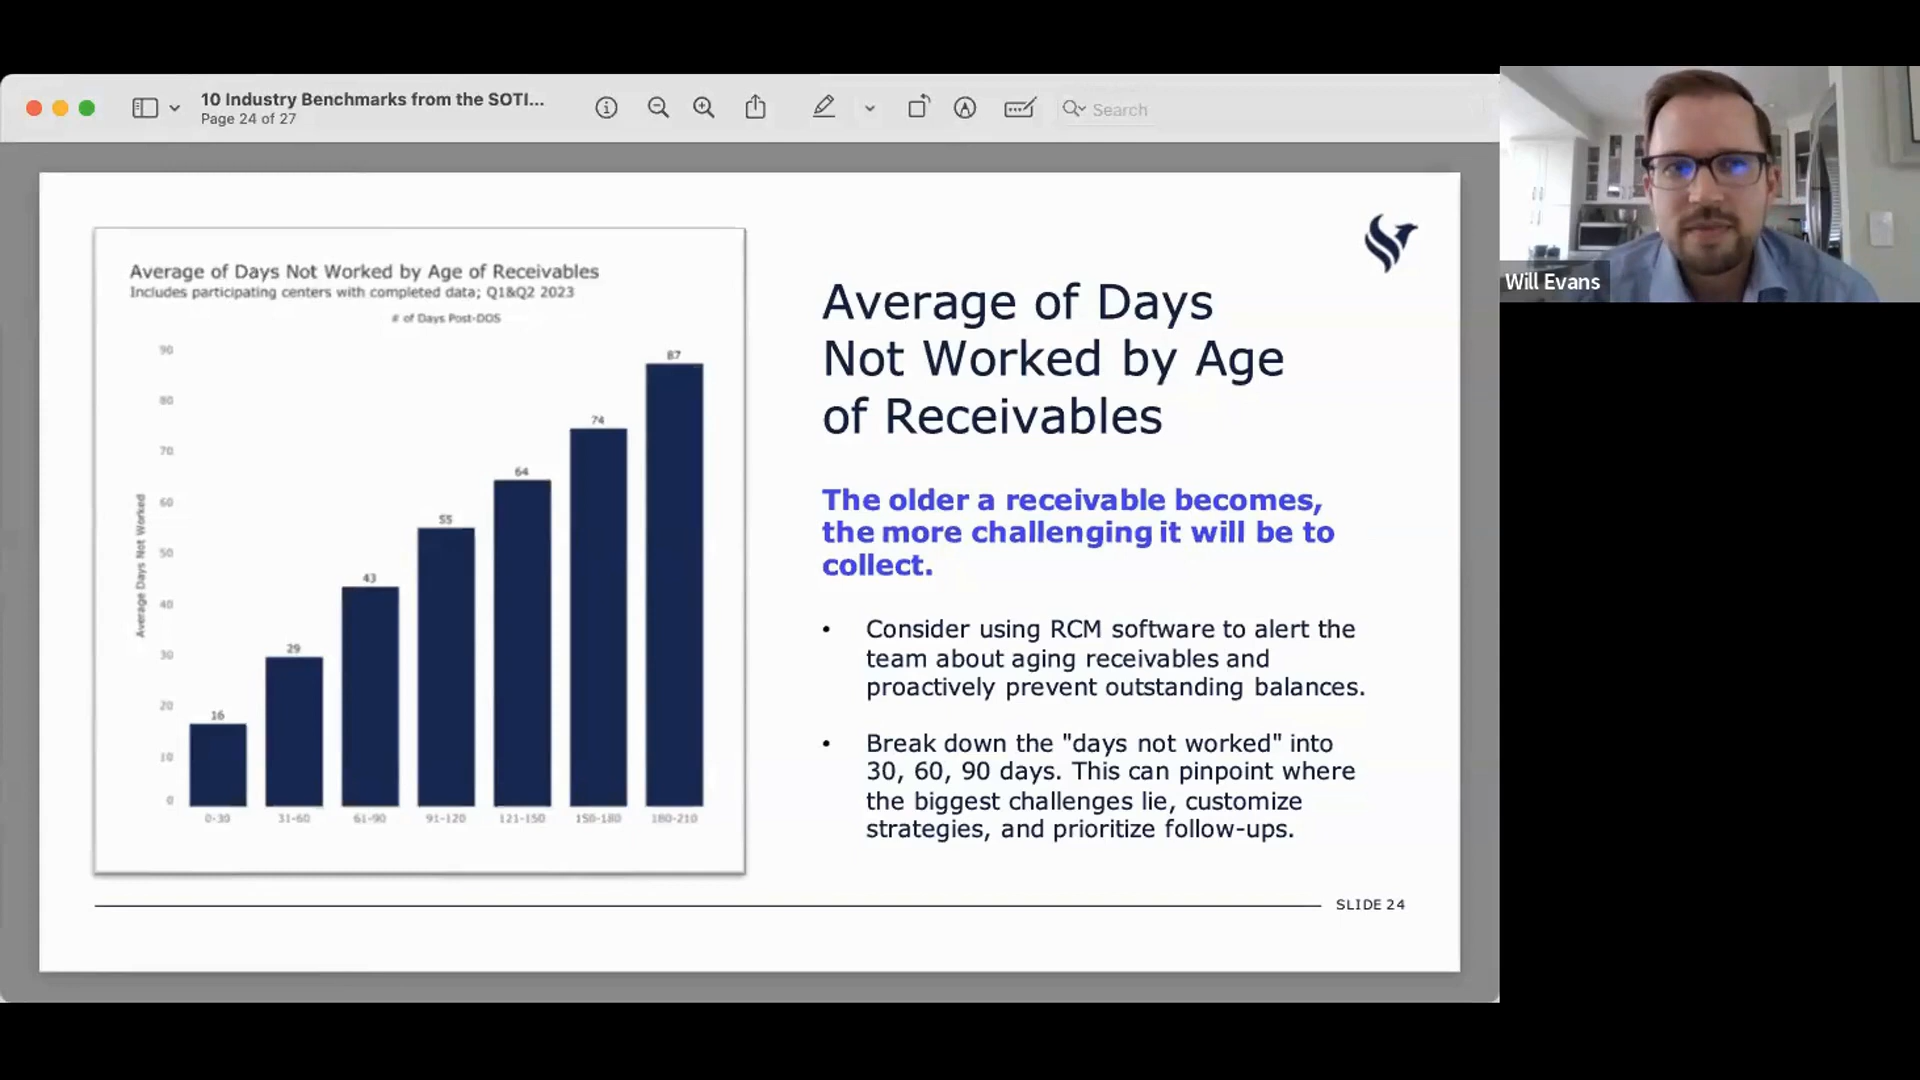 10 Industry Benchmarks from the SOTI...
Page 24 of 27
Search
Will Evans
Average of Days Not Worked by Age of Receivables
Includes participating centers with completed data; Q1&Q2 2023
# of Days Post-DOS
Average Days Not Worked
90
80
70
60
50
40
30
20
10
0
16
29
43
55
64
74
87
0-30
31-60
61-90
91-120
121-150
150-180
180-210
Average of Days
Not Worked by Age
of Receivables
The older a receivable becomes,
the more challenging it will be to
collect.
• Consider using RCM software to alert the
team about aging receivables and
proactively prevent outstanding balances.
• Break down the "days not worked" into
30, 60, 90 days. This can pinpoint where
the biggest challenges lie, customize
strategies, and prioritize follow-ups.
SLIDE 24